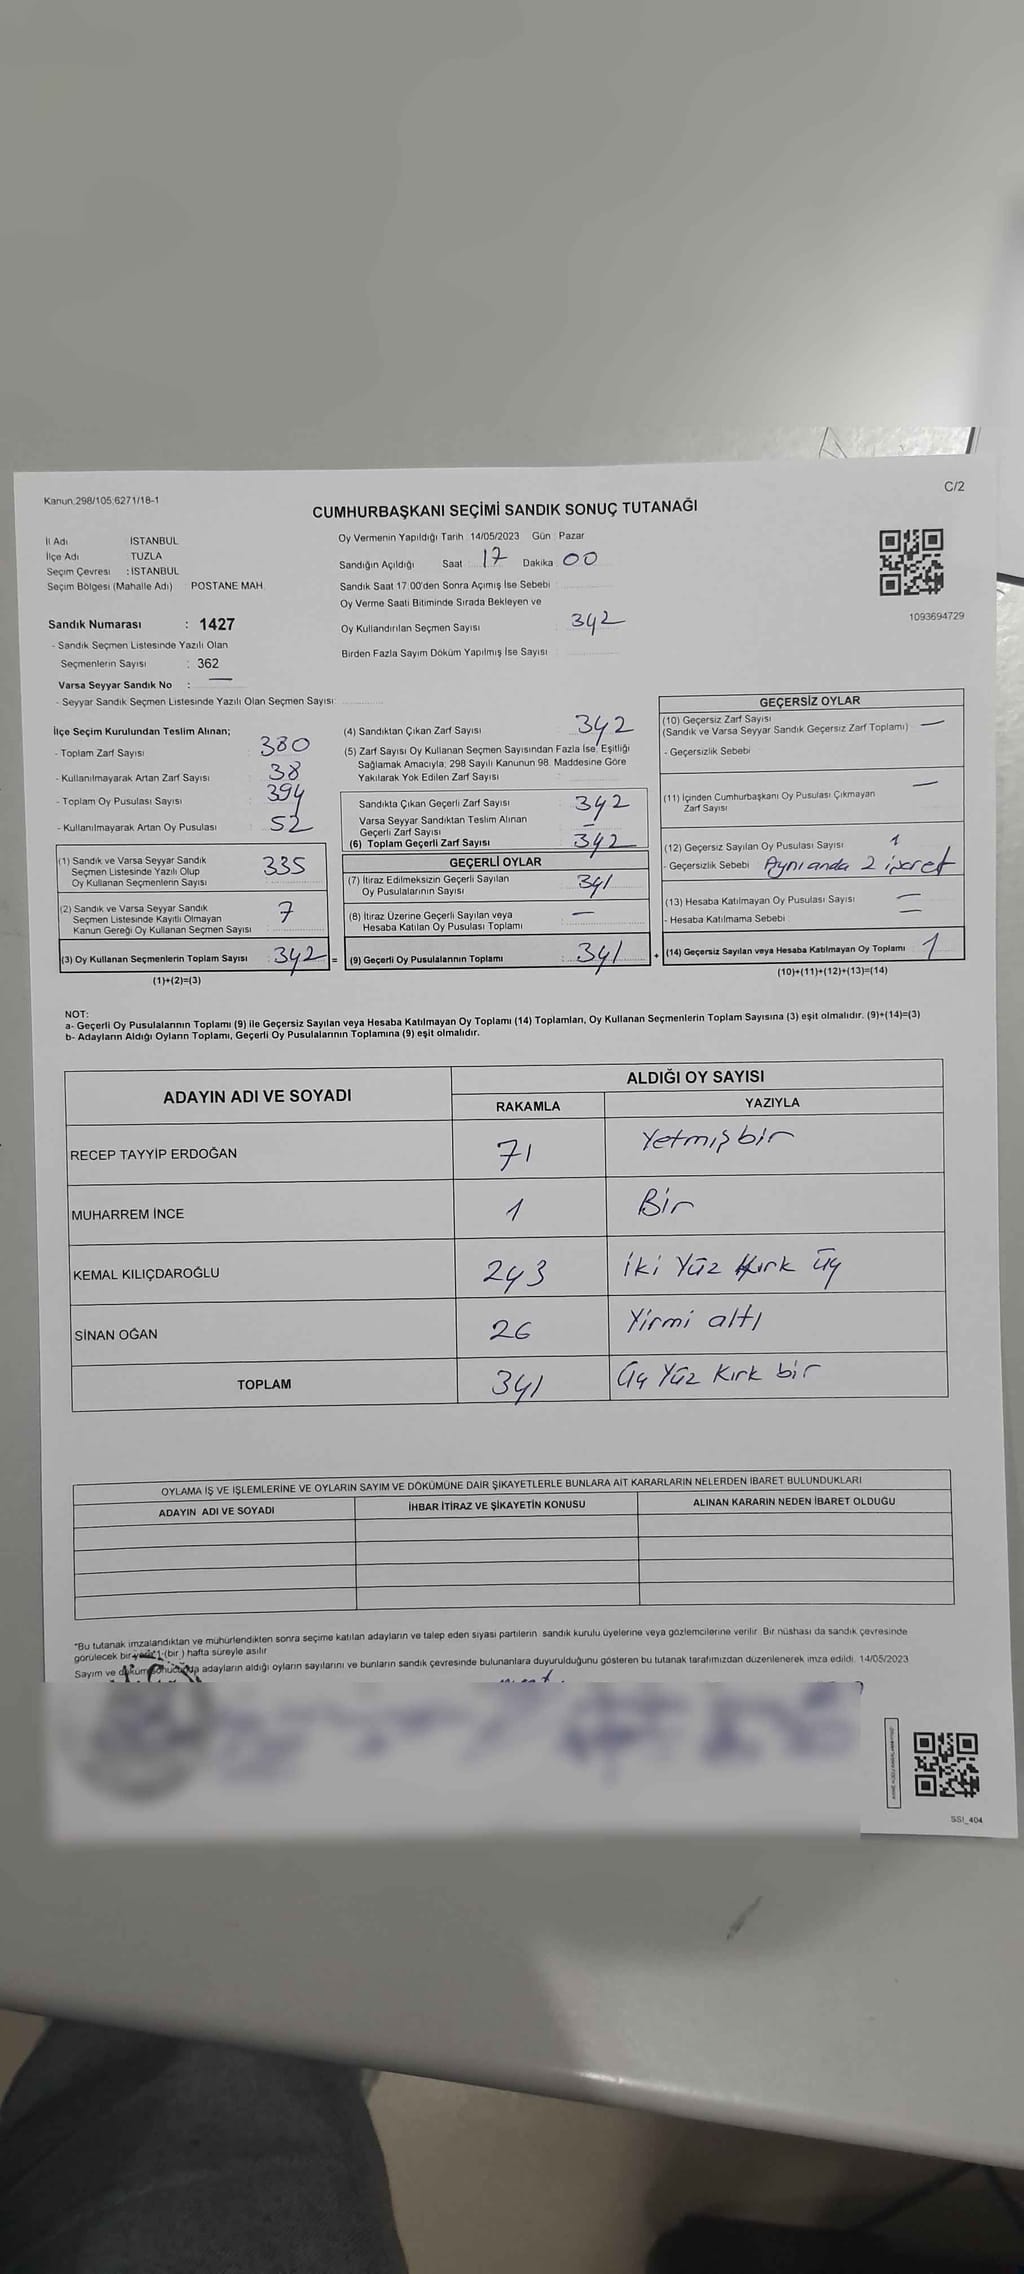 Kanun.298/105,6271/18-1
C/2
CUMHURBAŞKANI SEÇİMİ SANDIK SONUÇ TUTANAĞI
İl Adı İSTANBUL
İlçe Adı TUZLA
Seçim Çevresi : İSTANBUL
Seçim Bölgesi (Mahalle Adı) POSTANE MAH.
Sandık Numarası : 1427
- Sandık Seçmen Listesinde Yazılı Olan
Seçmenlerin Sayısı : 362
Varsa Seyyar Sandık No : —
- Seyyar Sandık Seçmen Listesinde Yazılı Olan Seçmen Sayısı:
Oy Vermenin Yapıldığı Tarih 14/05/2023 Gün Pazar
Sandığın Açıldığı Saat 17 Dakika 00
Sandık Saat 17:00'den Sonra Açımış İse Sebebi
Oy Verme Saati Bitiminde Sırada Bekleyen ve
Oy Kullandırılan Seçmen Sayısı 342
Birden Fazla Sayım Döküm Yapılmış İse Sayısı
1093694729
İlçe Seçim Kurulundan Teslim Alınan;
- Toplam Zarf Sayısı 380
- Kullanılmayarak Artan Zarf Sayısı 38
- Toplam Oy Pusulası Sayısı 394
- Kullanılmayarak Artan Oy Pusulası 52
(1) Sandık ve Varsa Seyyar Sandık
Seçmen Listesinde Yazılı Olup
Oy Kullanan Seçmenlerin Sayısı 335
(2) Sandık ve Varsa Seyyar Sandık
Seçmen Listesinde Kayıtlı Olmayan
Kanun Gereği Oy Kullanan Seçmen Sayısı 7
(3) Oy Kullanan Seçmenlerin Toplam Sayısı 342 =
(1)+(2)=(3)
(4) Sandıktan Çıkan Zarf Sayısı 342
(5) Zarf Sayısı Oy Kullanan Seçmen Sayısından Fazla İse, Eşitliği
Sağlamak Amacıyla; 298 Sayılı Kanunun 98. Maddesine Göre
Yakılarak Yok Edilen Zarf Sayısı
Sandıkta Çıkan Geçerli Zarf Sayısı 342
Varsa Seyyar Sandıktan Teslim Alınan
Geçerli Zarf Sayısı —
(6) Toplam Geçerli Zarf Sayısı 342
GEÇERLİ OYLAR
(7) İtiraz Edilmeksizin Geçerli Sayılan
Oy Pusulalarının Sayısı 341
(8) İtiraz Üzerine Geçerli Sayılan veya
Hesaba Katılan Oy Pusulası Toplamı —
(9) Geçerli Oy Pusulalarının Toplamı 341 +
GEÇERSİZ OYLAR
(10) Geçersiz Zarf Sayısı
(Sandık ve Varsa Seyyar Sandık Geçersiz Zarf Toplamı) —
- Geçersizlik Sebebi
(11) İçinden Cumhurbaşkanı Oy Pusulası Çıkmayan
Zarf Sayısı —
(12) Geçersiz Sayılan Oy Pusulası Sayısı 1
- Geçersizlik Sebebi Aynı anda 2 işaret
(13) Hesaba Katılmayan Oy Pusulası Sayısı —
- Hesaba Katılmama Sebebi —
(14) Geçersiz Sayılan veya Hesaba Katılmayan Oy Toplamı 1
(10)+(11)+(12)+(13)=(14)
NOT:
a- Geçerli Oy Pusulalarının Toplamı (9) ile Geçersiz Sayılan veya Hesaba Katılmayan Oy Toplamı (14) Toplamları, Oy Kullanan Seçmenlerin Toplam Sayısına (3) eşit olmalıdır. (9)+(14)=(3)
b- Adayların Aldığı Oyların Toplamı, Geçerli Oy Pusulalarının Toplamına (9) eşit olmalıdır.
ADAYIN ADI VE SOYADI ALDIĞI OY SAYISI
RAKAMLA YAZIYLA
RECEP TAYYİP ERDOĞAN 71 Yetmiş bir
MUHARREM İNCE 1 Bir
KEMAL KILIÇDAROĞLU 243 iki Yüz Kırk üç
SİNAN OĞAN 26 Yirmi altı
TOPLAM 341 Üç Yüz Kırk bir
OYLAMA İŞ VE İŞLEMLERİNE VE OYLARIN SAYIM VE DÖKÜMÜNE DAİR ŞİKAYETLERLE BUNLARA AİT KARARLARIN NELERDEN İBARET BULUNDUKLARI
ADAYIN ADI VE SOYADI İHBAR İTİRAZ VE ŞİKAYETİN KONUSU ALINAN KARARIN NEDEN İBARET OLDUĞU
"Bu tutanak imzalandıktan ve mühürlendikten sonra seçime katılan adayların ve talep eden siyasi partilerin sandık kurulu üyelerine veya gözlemcilerine verilir. Bir nüshası da sandık çevresinde
görülecek bir yere 1 (bir ) hafta süreyle asılır
Sayım ve döküm sonucunda adayların aldığı oyların sayılarını ve bunların sandık çevresinde bulunanlara duyurulduğunu gösteren bu tutanak tarafımızdan düzenlenerek imza edildi. 14/05/2023
SSI_404